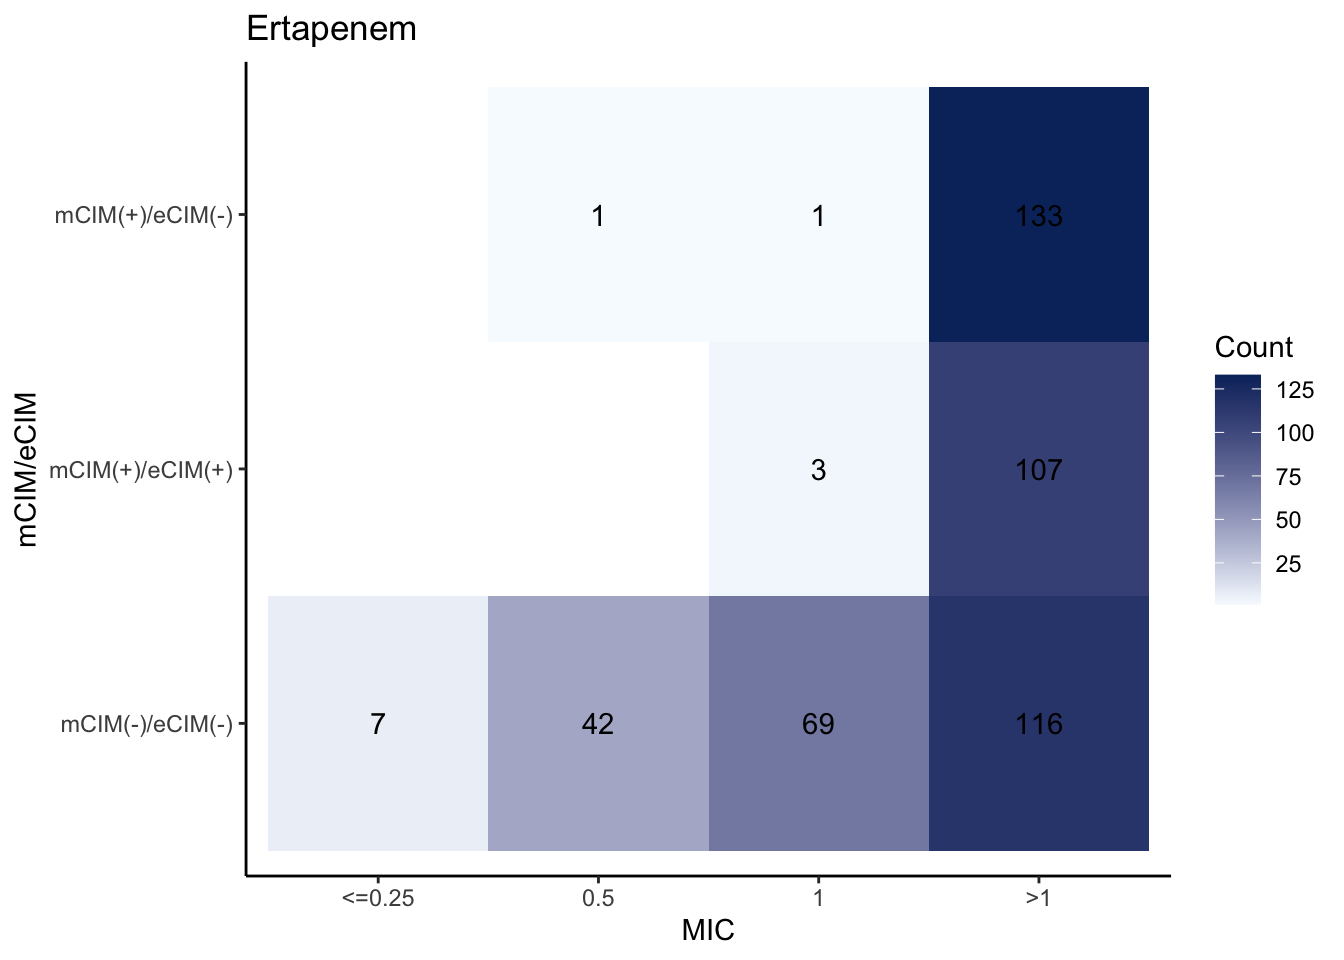 Ertapenem
mCIM/eCIM
mCIM(+)/eCIM(-)
1
1
133
mCIM(+)/eCIM(+)
3
107
mCIM(-)/eCIM(-)
7
42
69
116
<=0.25
0.5
1
>1
MIC
Count
125
100
75
50
25